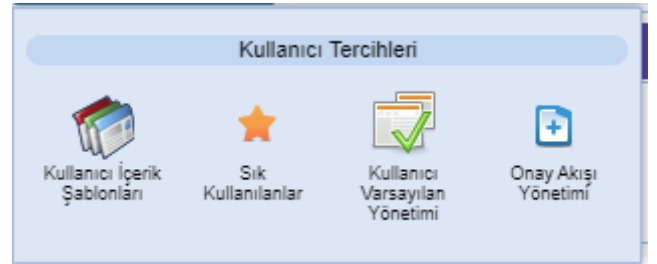 Kullanıcı Tercihleri
Kullanıcı İçerik
Şablonları
Sık
Kullanılanlar
Kullanıcı
Varsayılan
Yönetimi
Onay Akışı
Yönetimi